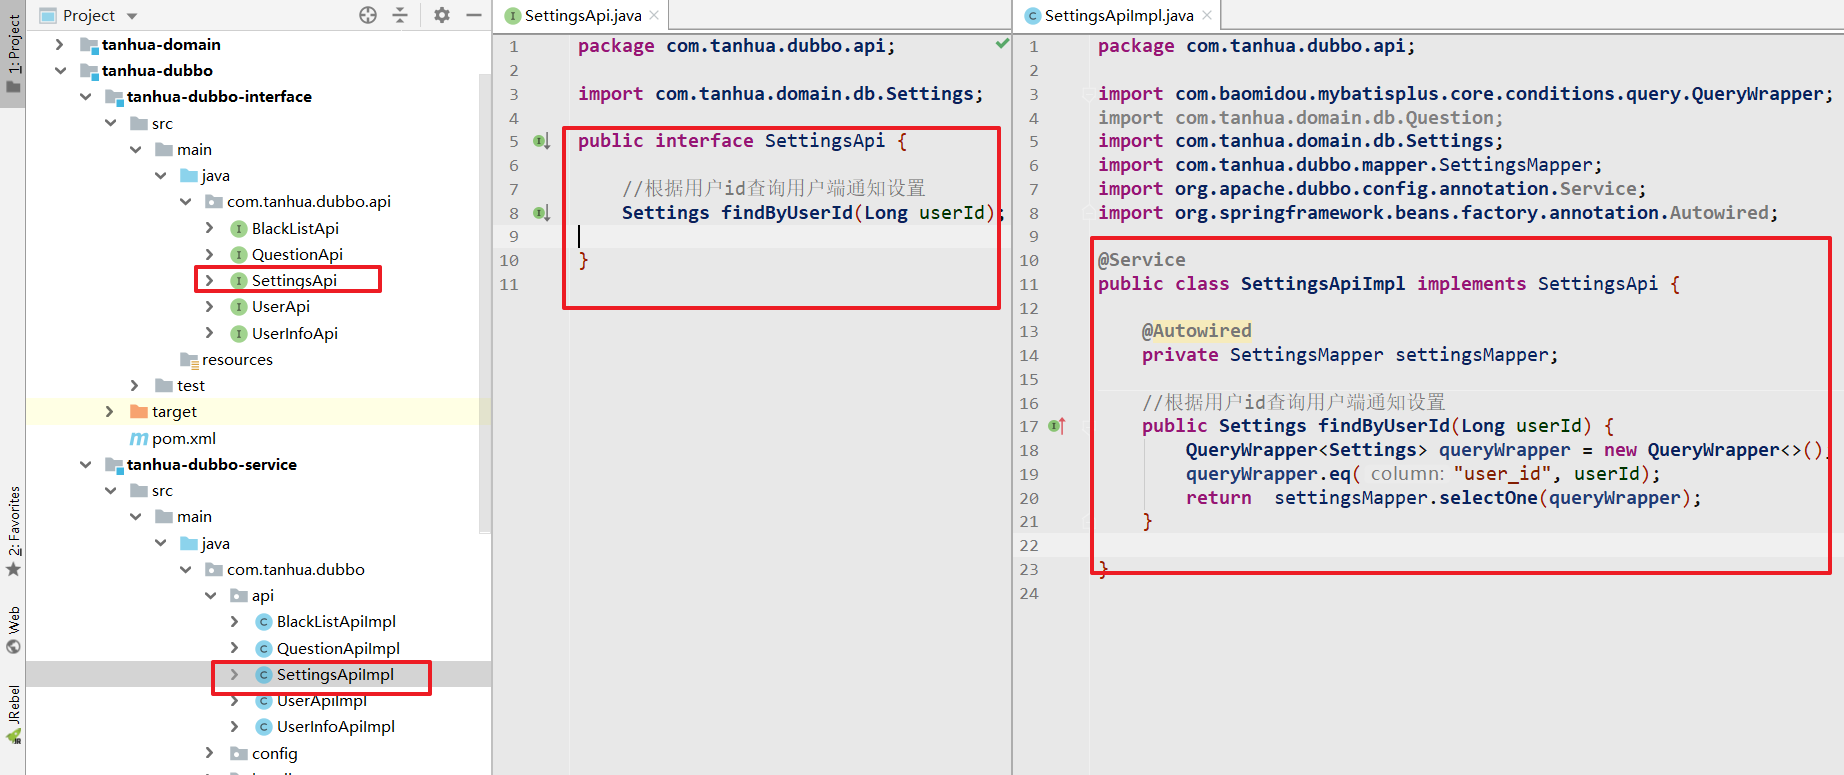 1: Project
2: Favorites
Web
JRebel
Project
tanhua-domain
tanhua-dubbo
tanhua-dubbo-interface
src
main
java
com.tanhua.dubbo.api
BlackListApi
QuestionApi
SettingsApi
UserApi
UserInfoApi
resources
test
target
pom.xml
tanhua-dubbo-service
src
main
java
com.tanhua.dubbo
api
BlackListApiImpl
QuestionApiImpl
SettingsApiImpl
UserApiImpl
UserInfoApiImpl
config
SettingsApi.java
1 package com.tanhua.dubbo.api;
2
3 import com.tanhua.domain.db.Settings;
4
5 public interface SettingsApi {
6
7 //根据用户id查询用户端通知设置
8 Settings findByUserId(Long userId);
9
10 }
11
SettingsApiImpl.java
1 package com.tanhua.dubbo.api;
2
3 import com.baomidou.mybatisplus.core.conditions.query.QueryWrapper;
4 import com.tanhua.domain.db.Question;
5 import com.tanhua.domain.db.Settings;
6 import com.tanhua.dubbo.mapper.SettingsMapper;
7 import org.apache.dubbo.config.annotation.Service;
8 import org.springframework.beans.factory.annotation.Autowired;
9
10 @Service
11 public class SettingsApiImpl implements SettingsApi {
12
13 @Autowired
14 private SettingsMapper settingsMapper;
15
16 //根据用户id查询用户端通知设置
17 public Settings findByUserId(Long userId) {
18 QueryWrapper<Settings> queryWrapper = new QueryWrapper<>();
19 queryWrapper.eq( column: "user_id", userId);
20 return settingsMapper.selectOne(queryWrapper);
21 }
22
23 }
24